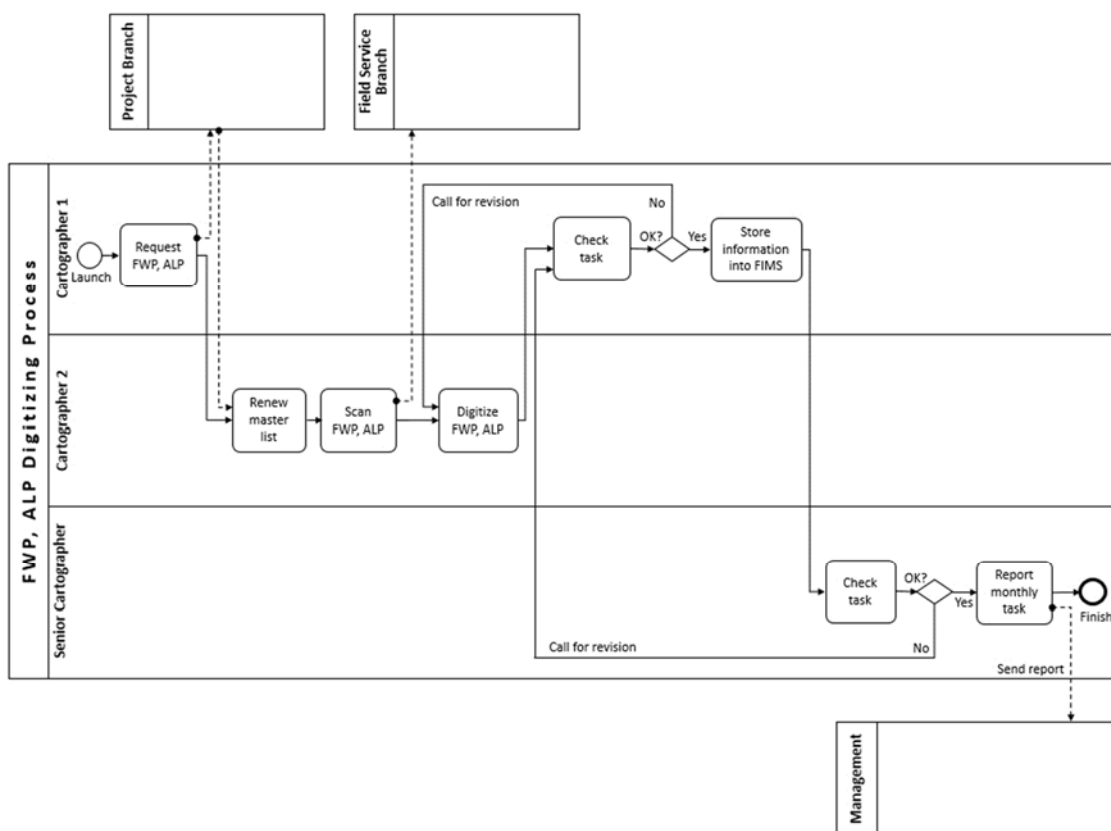 Project Branch
Field Service
Branch
FWP, ALP Digitizing Process
Cartographer 1
Launch
Request
FWP, ALP
Call for revision
No
Check
task
OK?
Yes
Store
information
into FIMS
Cartographer 2
Renew
master
list
Scan
FWP, ALP
Digitize
FWP, ALP
Senior Cartographer
Check
task
OK?
Yes
No
Call for revision
Report
monthly
task
Finish
Send report
Management